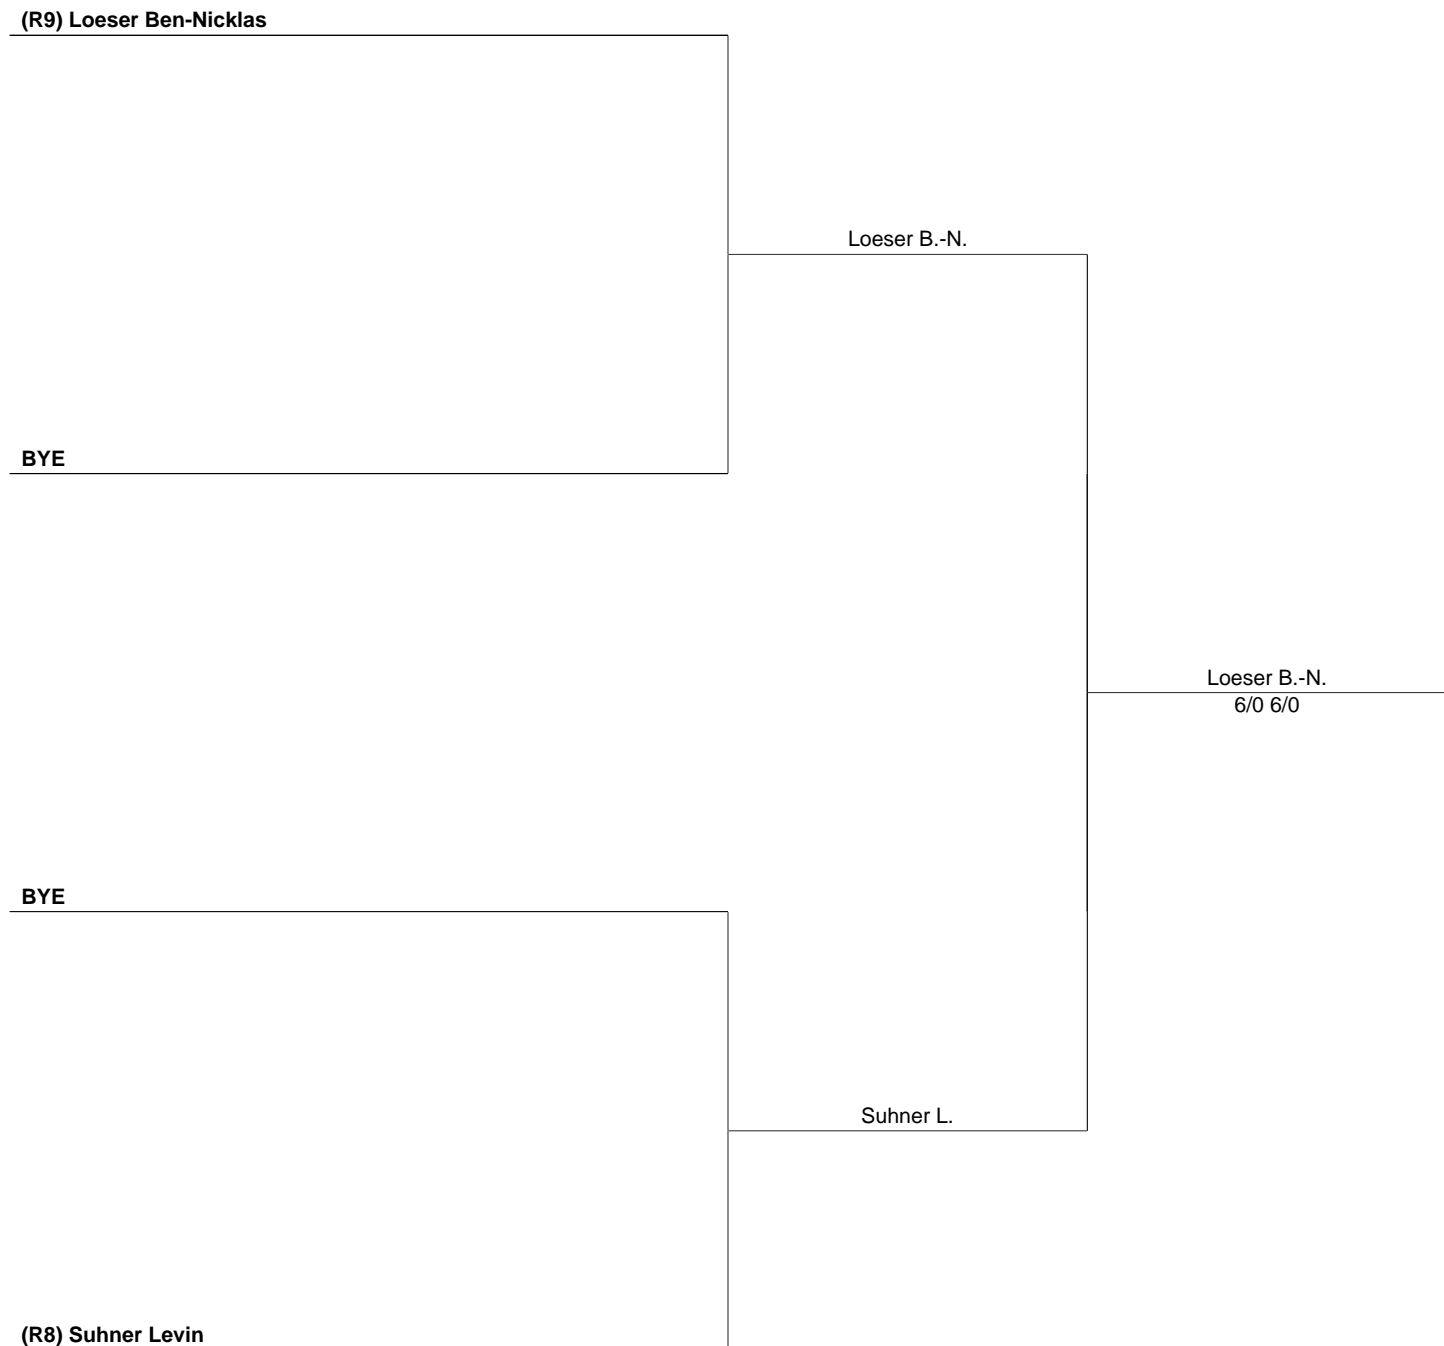 (R9) Loeser Ben-Nicklas
Loeser B.-N.
BYE
Loeser B.-N.
6/0 6/0
BYE
Suhner L.
(R8) Suhner Levin